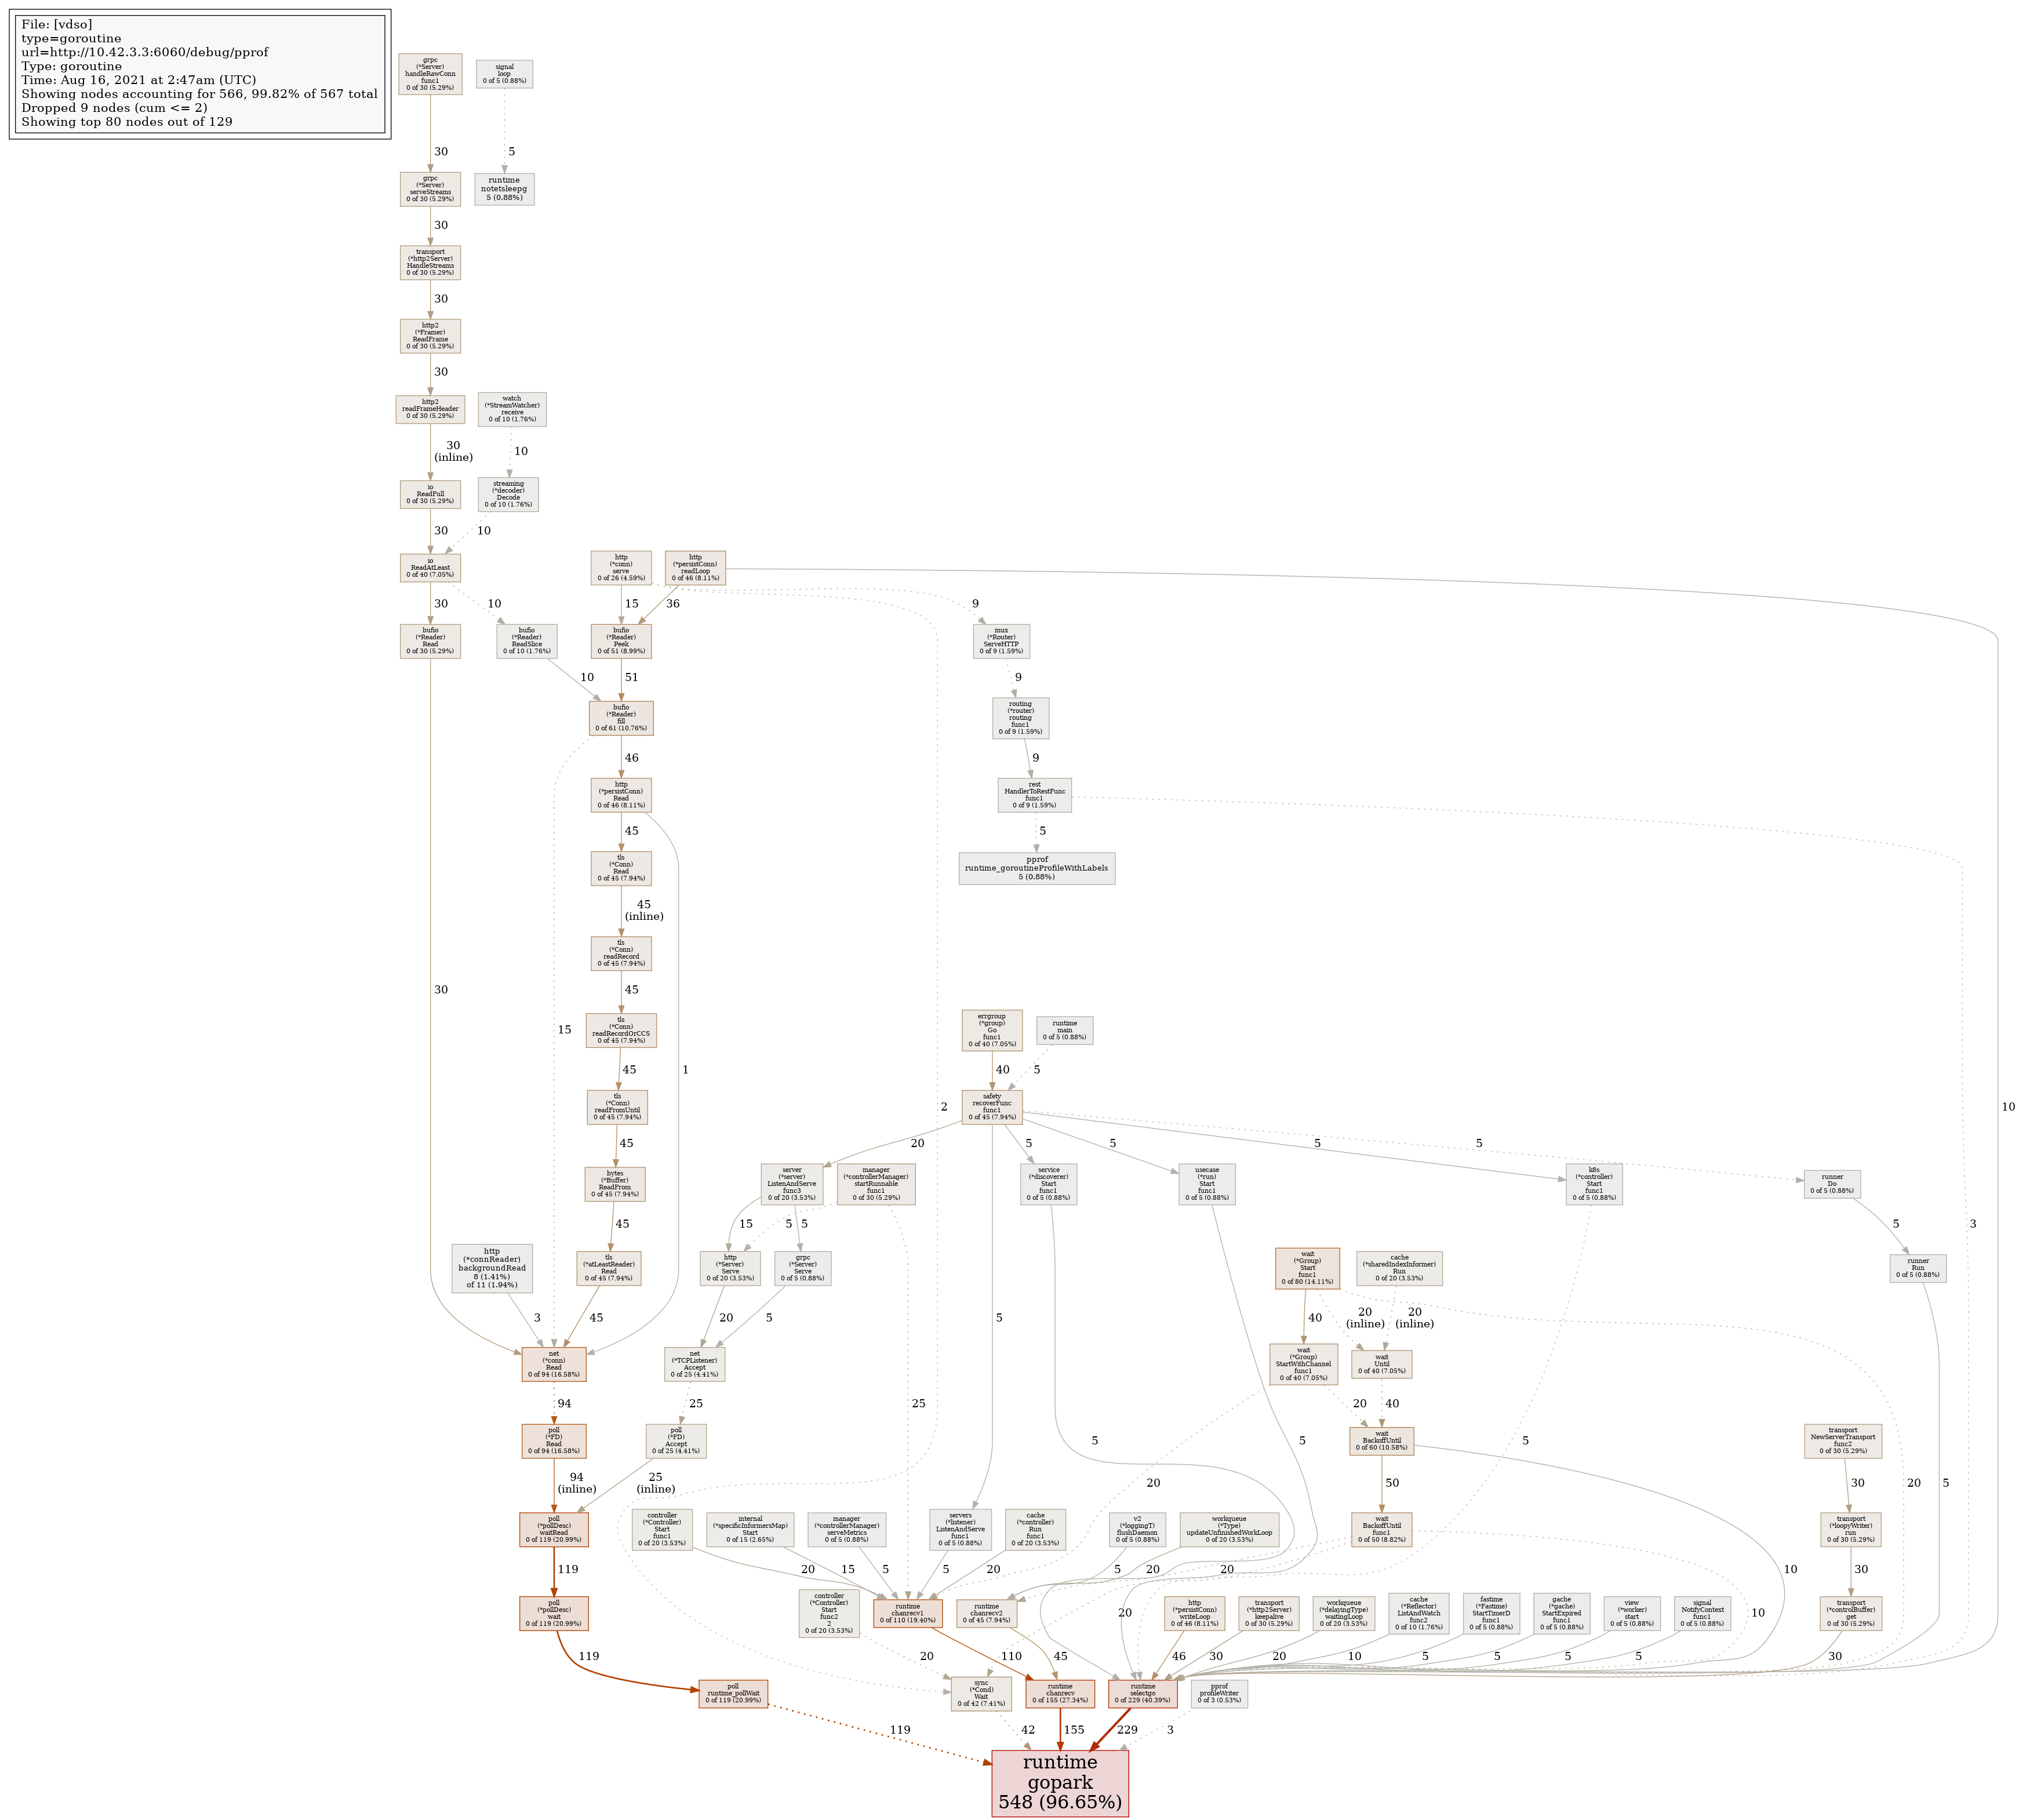 File: [vdso]
type=goroutine
url=http://10.42.3.3:6060/debug/pprof
Type: goroutine
Time: Aug 16, 2021 at 2:47am (UTC)
Showing nodes accounting for 566, 99.82% of 567 total
Dropped 9 nodes (cum <= 2)
Showing top 80 nodes out of 129
grpc
(*Server)
handleRawConn
func1
0 of 30 (5.29%)
signal
loop
0 of 5 (0.88%)
30
5
grpc
(*Server)
serveStreams
0 of 30 (5.29%)
runtime
notetsleepg
5 (0.88%)
30
transport
(*http2Server)
HandleStreams
0 of 30 (5.29%)
30
http2
(*Framer)
ReadFrame
0 of 30 (5.29%)
30
http2
readFrameHeader
0 of 30 (5.29%)
watch
(*StreamWatcher)
receive
0 of 10 (1.76%)
30
(inline)
10
io
ReadFull
0 of 30 (5.29%)
streaming
(*decoder)
Decode
0 of 10 (1.76%)
30
10
io
ReadAtLeast
0 of 40 (7.05%)
http
(*conn)
serve
0 of 26 (4.59%)
http
(*persistConn)
readLoop
0 of 46 (8.11%)
30
10
15
36
9
bufio
(*Reader)
Read
0 of 30 (5.29%)
bufio
(*Reader)
ReadSlice
0 of 10 (1.76%)
bufio
(*Reader)
Peek
0 of 51 (8.99%)
mux
(*Router)
ServeHTTP
0 of 9 (1.59%)
10
51
9
bufio
(*Reader)
fill
0 of 61 (10.76%)
routing
(*router)
routing
func1
0 of 9 (1.59%)
46
9
http
(*persistConn)
Read
0 of 46 (8.11%)
rest
HandlerToRestFunc
func1
0 of 9 (1.59%)
45
5
tls
(*Conn)
Read
0 of 45 (7.94%)
pprof
runtime_goroutineProfileWithLabels
5 (0.88%)
45
(inline)
tls
(*Conn)
readRecord
0 of 45 (7.94%)
30
45
15
tls
(*Conn)
readRecordOrCCS
0 of 45 (7.94%)
errgroup
(*group)
Go
func1
0 of 40 (7.05%)
runtime
main
0 of 5 (0.88%)
45
1
40
5
tls
(*Conn)
readFromUntil
0 of 45 (7.94%)
safety
recoverFunc
func1
0 of 45 (7.94%)
2
10
45
20
5
5
5
5
bytes
(*Buffer)
ReadFrom
0 of 45 (7.94%)
server
(*server)
ListenAndServe
func3
0 of 20 (3.53%)
manager
(*controllerManager)
startRunnable
func1
0 of 30 (5.29%)
service
(*discoverer)
Start
func1
0 of 5 (0.88%)
usecase
(*run)
Start
func1
0 of 5 (0.88%)
k8s
(*controller)
Start
func1
0 of 5 (0.88%)
runner
Do
0 of 5 (0.88%)
45
15
5
5
5
3
http
(*connReader)
backgroundRead
8 (1.41%)
of 11 (1.94%)
tls
(*atLeastReader)
Read
0 of 45 (7.94%)
http
(*Server)
Serve
0 of 20 (3.53%)
grpc
(*Server)
Serve
0 of 5 (0.88%)
wait
(*Group)
Start
func1
0 of 80 (14.11%)
cache
(*sharedIndexInformer)
Run
0 of 20 (3.53%)
runner
Run
0 of 5 (0.88%)
3
45
20
5
5
40
20
(inline)
20
(inline)
net
(*conn)
Read
0 of 94 (16.58%)
net
(*TCPListener)
Accept
0 of 25 (4.41%)
wait
(*Group)
StartWithChannel
func1
0 of 40 (7.05%)
wait
Until
0 of 40 (7.05%)
94
25
25
20
40
poll
(*FD)
Read
0 of 94 (16.58%)
poll
(*FD)
Accept
0 of 25 (4.41%)
5
5
wait
BackoffUntil
0 of 60 (10.58%)
5
transport
NewServerTransport
func2
0 of 30 (5.29%)
94
(inline)
25
(inline)
20
50
30
20
5
poll
(*pollDesc)
waitRead
0 of 119 (20.99%)
controller
(*Controller)
Start
func1
0 of 20 (3.53%)
internal
(*specificInformersMap)
Start
0 of 15 (2.65%)
manager
(*controllerManager)
serveMetrics
0 of 5 (0.88%)
servers
(*listener)
ListenAndServe
func1
0 of 5 (0.88%)
cache
(*controller)
Run
func1
0 of 20 (3.53%)
v2
(*loggingT)
flushDaemon
0 of 5 (0.88%)
workqueue
(*Type)
updateUnfinishedWorkLoop
0 of 20 (3.53%)
wait
BackoffUntil
func1
0 of 50 (8.82%)
transport
(*loopyWriter)
run
0 of 30 (5.29%)
119
20
15
5
5
20
5
20
20
10
30
poll
(*pollDesc)
wait
0 of 119 (20.99%)
controller
(*Controller)
Start
func2
2
0 of 20 (3.53%)
runtime
chanrecv1
0 of 110 (19.40%)
runtime
chanrecv2
0 of 45 (7.94%)
20
http
(*persistConn)
writeLoop
0 of 46 (8.11%)
transport
(*http2Server)
keepalive
0 of 30 (5.29%)
workqueue
(*delayingType)
waitingLoop
0 of 20 (3.53%)
cache
(*Reflector)
ListAndWatch
func2
0 of 10 (1.76%)
fastime
(*Fastime)
StartTimerD
func1
0 of 5 (0.88%)
gache
(*gache)
StartExpired
func1
0 of 5 (0.88%)
view
(*worker)
start
0 of 5 (0.88%)
signal
NotifyContext
func1
0 of 5 (0.88%)
10
transport
(*controlBuffer)
get
0 of 30 (5.29%)
119
20
110
45
46
30
20
10
5
5
5
5
30
poll
runtime_pollWait
0 of 119 (20.99%)
sync
(*Cond)
Wait
0 of 42 (7.41%)
runtime
chanrecv
0 of 155 (27.34%)
runtime
selectgo
0 of 229 (40.39%)
pprof
profileWriter
0 of 3 (0.53%)
119
42
155
229
3
runtime
gopark
548 (96.65%)